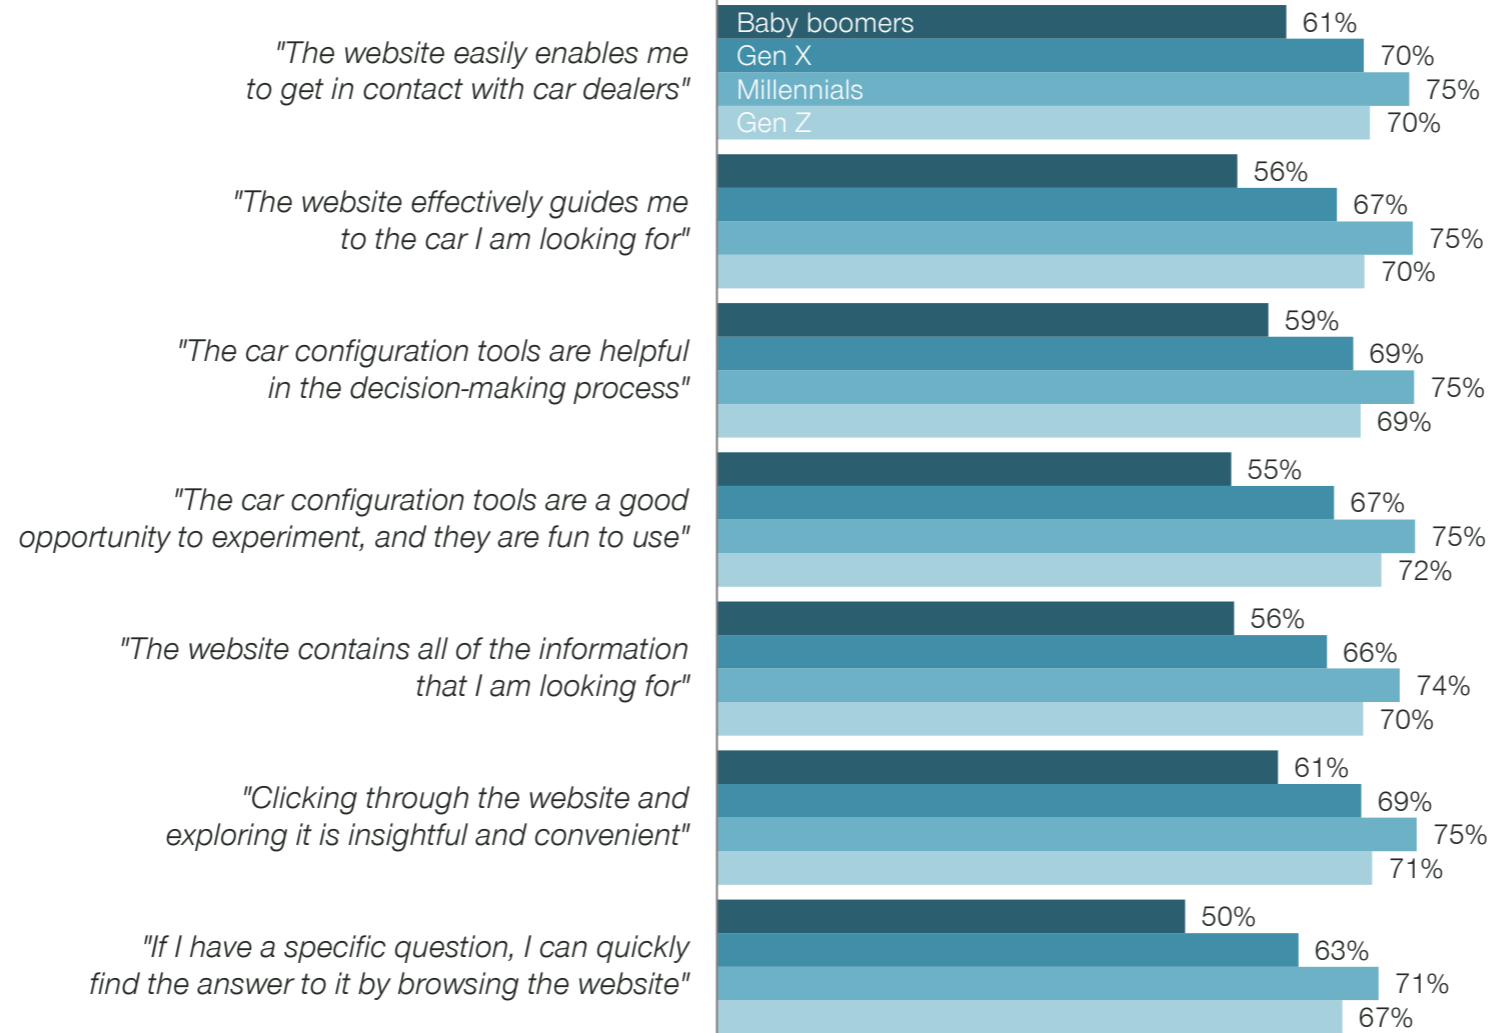 "The website easily enables me
to get in contact with car dealers"
Baby boomers 61%
Gen X 70%
Millennials 75%
Gen Z 70%
"The website effectively guides me
to the car I am looking for"
56%
67%
75%
70%
"The car configuration tools are helpful
in the decision-making process"
59%
69%
75%
69%
"The car configuration tools are a good
opportunity to experiment, and they are fun to use"
55%
67%
75%
72%
"The website contains all of the information
that I am looking for"
56%
66%
74%
70%
"Clicking through the website and
exploring it is insightful and convenient"
61%
69%
75%
71%
"If I have a specific question, I can quickly
find the answer to it by browsing the website"
50%
63%
71%
67%